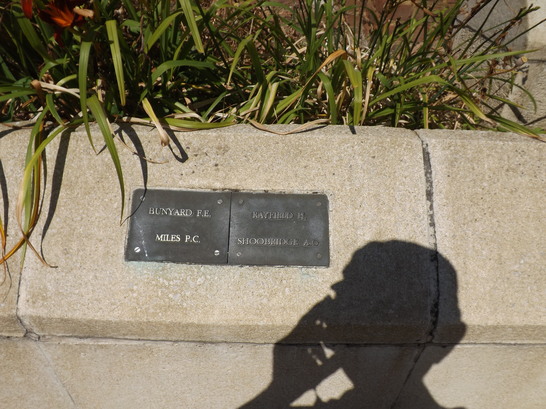 BUNYARD F.E.
MILES P.C.
RAYFIELD H.
SHOOBRIDGE A.G.